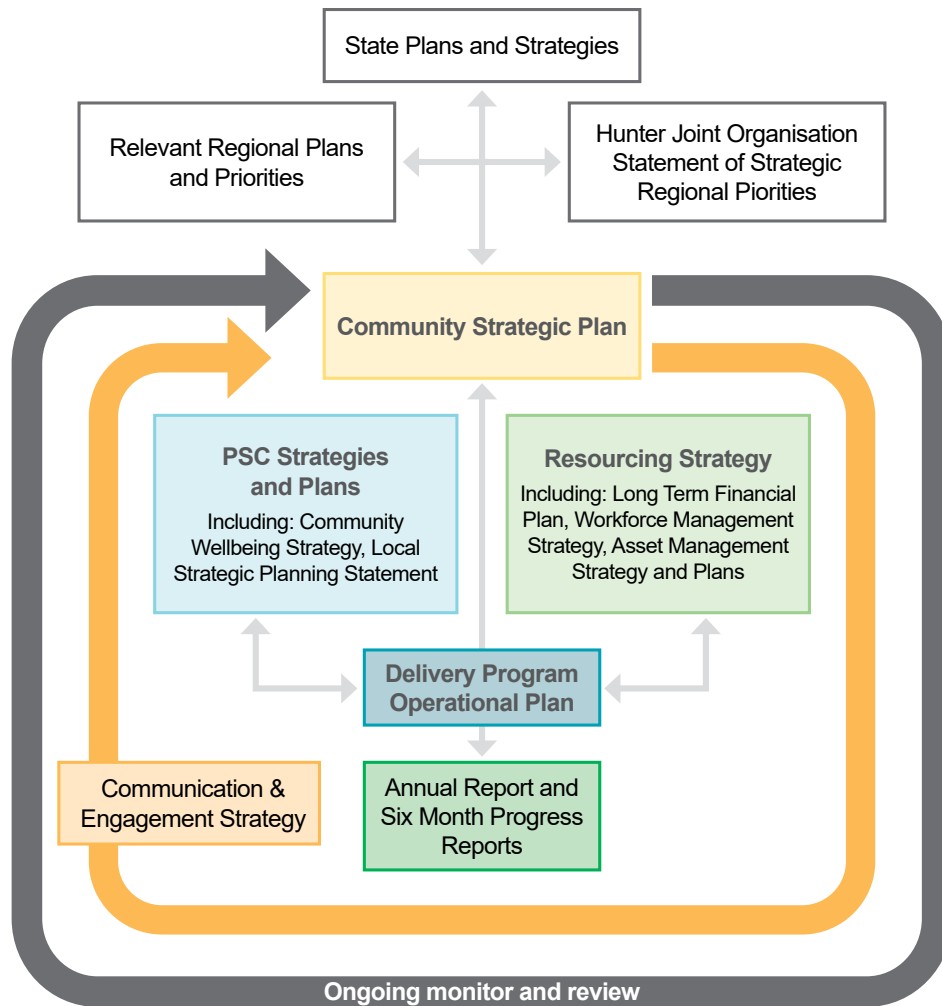 State Plans and Strategies
Relevant Regional Plans
and Priorities
Hunter Joint Organisation
Statement of Strategic
Regional Piorities
Community Strategic Plan
PSC Strategies
and Plans
Including: Community
Wellbeing Strategy, Local
Strategic Planning Statement
Resourcing Strategy
Including: Long Term Financial
Plan, Workforce Management
Strategy, Asset Management
Strategy and Plans
Delivery Program
Operational Plan
Communication &
Engagement Strategy
Annual Report and
Six Month Progress
Reports
Ongoing monitor and review